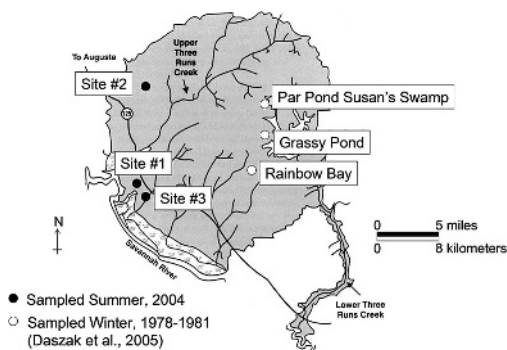 Upper
Three
Runs
Creek
To Augusta
Site #2
125
Par Pond Susan's Swamp
Grassy Pond
Site #1
Rainbow Bay
Site #3
N
0 5 miles
0 8 kilometers
Savannah River
Lower Three
Runs Creek
Sampled Summer, 2004
Sampled Winter, 1978-1981
(Daszak et al., 2005)